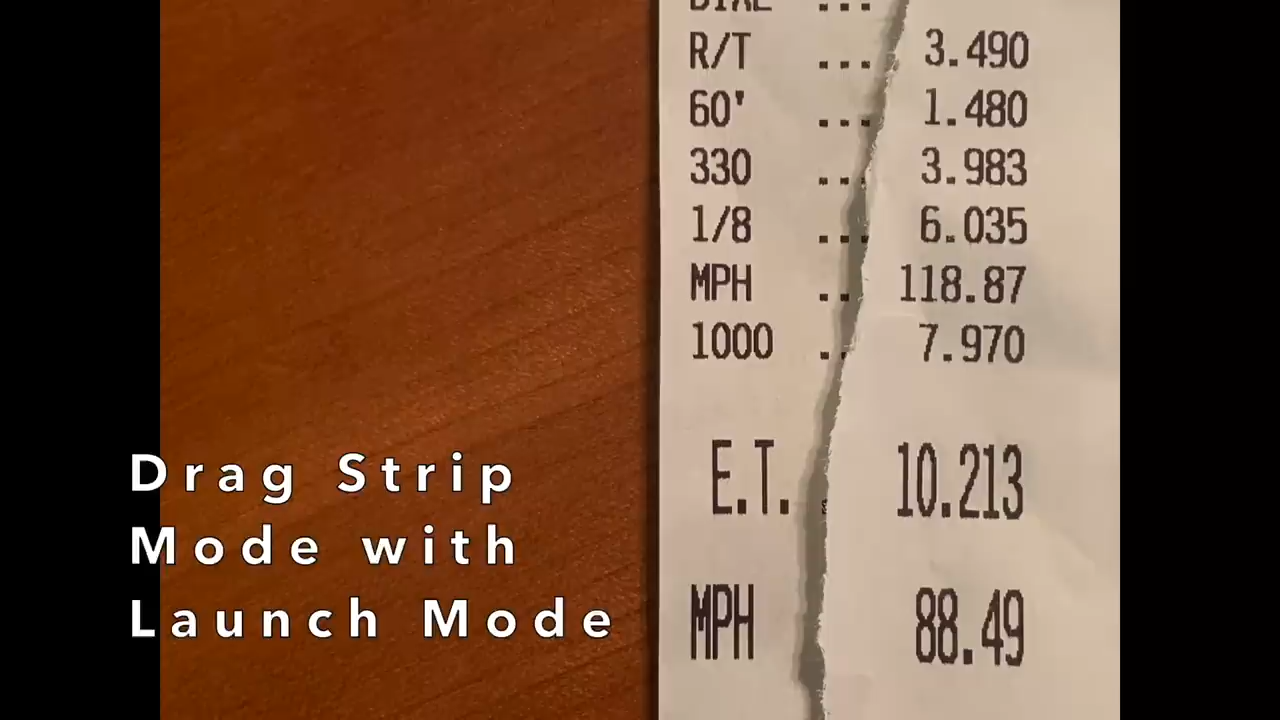 R/T ... 3.490
60' ... 1.480
330 ... 3.983
1/8 ... 6.035
MPH .. 118.87
1000 .. 7.970
E.T. . 10.213
MPH 88.49
Drag Strip
Mode with
Launch Mode